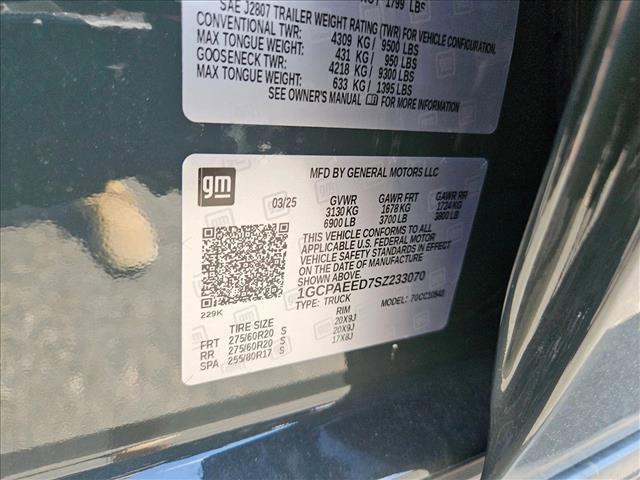 1799 LBS
SAE J2807 TRAILER WEIGHT RATING (TWR) FOR VEHICLE CONFIGURATION.
CONVENTIONAL TWR: 4309 KG / 9500 LBS
MAX TONGUE WEIGHT: 431 KG / 950 LBS
GOOSENECK TWR: 4218 KG / 9300 LBS
MAX TONGUE WEIGHT: 633 KG / 1395 LBS
SEE OWNER'S MANUAL FOR MORE INFORMATION
gm
MFD BY GENERAL MOTORS LLC
03/25 GVWR GAWR FRT GAWR RR
3130 KG 1678 KG 1724 KG
6900 LB 3700 LB 3800 LB
THIS VEHICLE CONFORMS TO ALL
APPLICABLE U.S. FEDERAL MOTOR
VEHICLE SAFETY STANDARDS IN EFFECT
ON THE DATE OF MANUFACTURE
SHOWN ABOVE.
1GCPAEED7SZ233070
TYPE: TRUCK MODEL:
229K
TIRE SIZE RIM
FRT 275/60R20 S 20X9J
RR 275/60R20 S 20X9J
SPA 255/80R17 S 17X8J